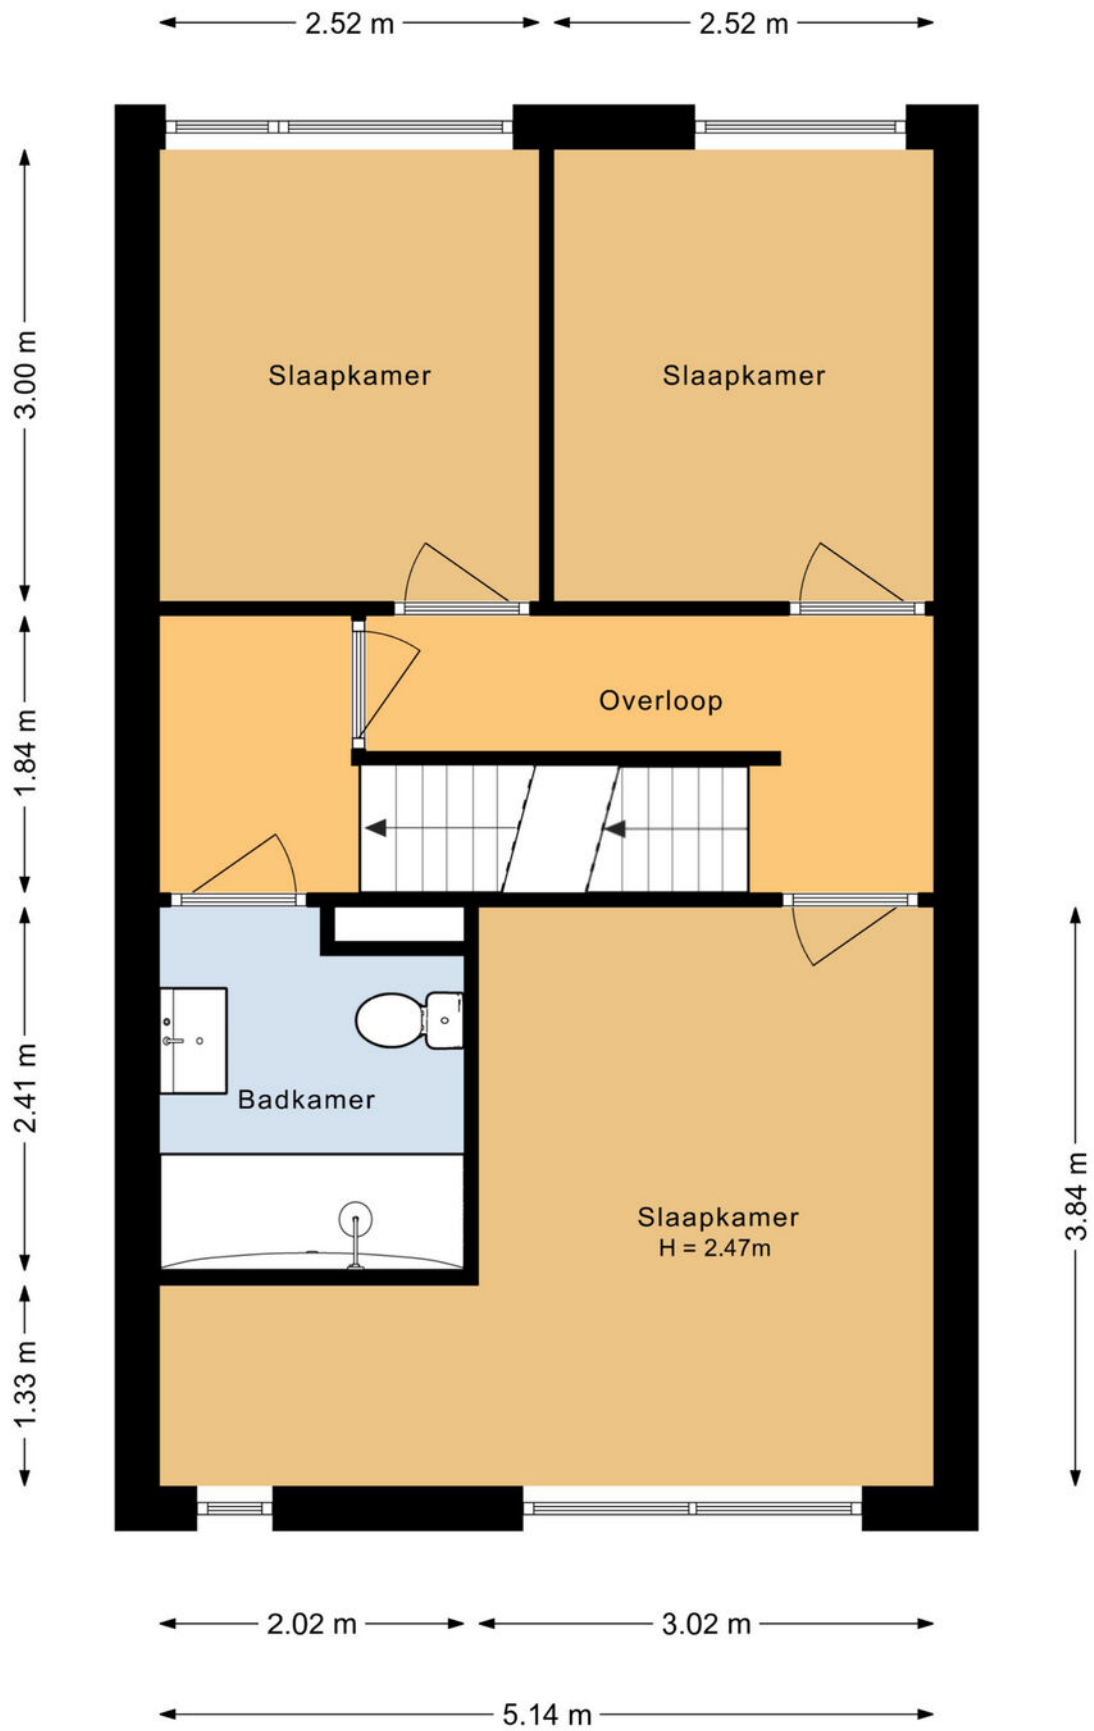 2.52 m
2.52 m
3.00 m
Slaapkamer
Slaapkamer
1.84 m
Overloop
2.41 m
Badkamer
3.84 m
Slaapkamer
H = 2.47m
1.33 m
2.02 m
3.02 m
5.14 m